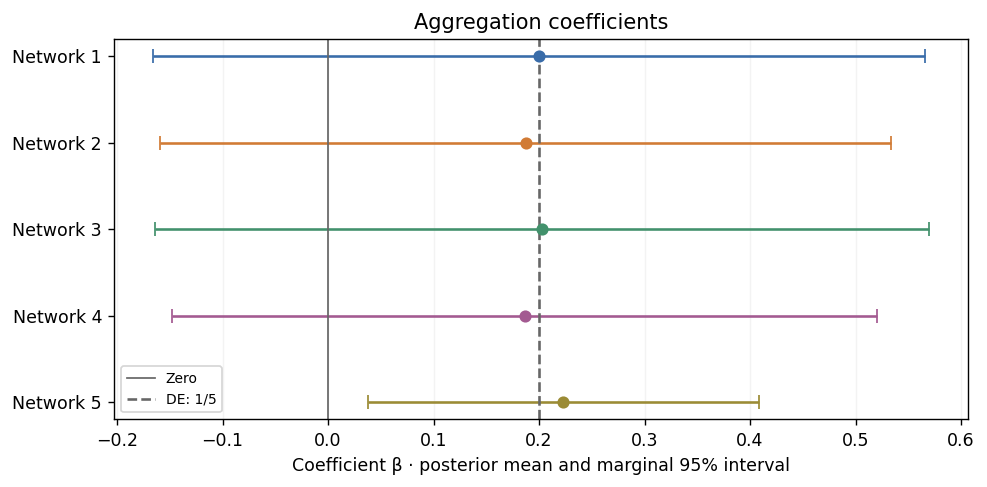 Aggregation coefficients
Network 1
Network 2
Network 3
Network 4
Network 5
Zero
DE: 1/5
−0.2 −0.1 0.0 0.1 0.2 0.3 0.4 0.5 0.6
Coefficient β · posterior mean and marginal 95% interval